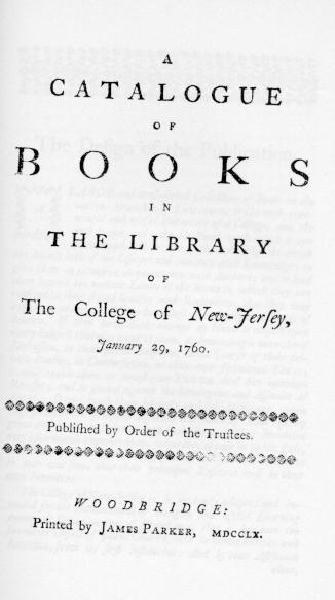 A
CATALOGUE
OF
BOOKS
IN
THE LIBRARY
OF
The College of New-Jerſey,
January 29, 1760.
Publiſhed by Order of the Truſtees.
WOODBRIDGE:
Printed by JAMES PARKER, MDCCLX.